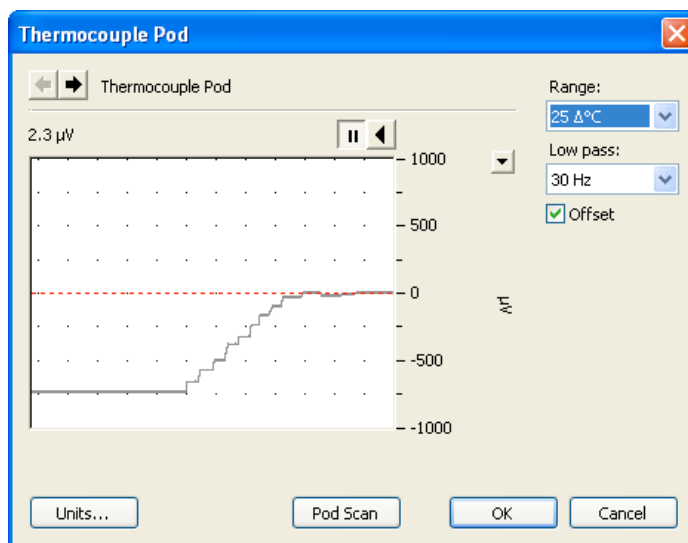 Thermocouple Pod
Thermocouple Pod
Range:
25 Δ°C
2.3 µV
Low pass:
30 Hz
Offset
1000
500
0
-500
-1000
µV
Units...
Pod Scan
OK
Cancel